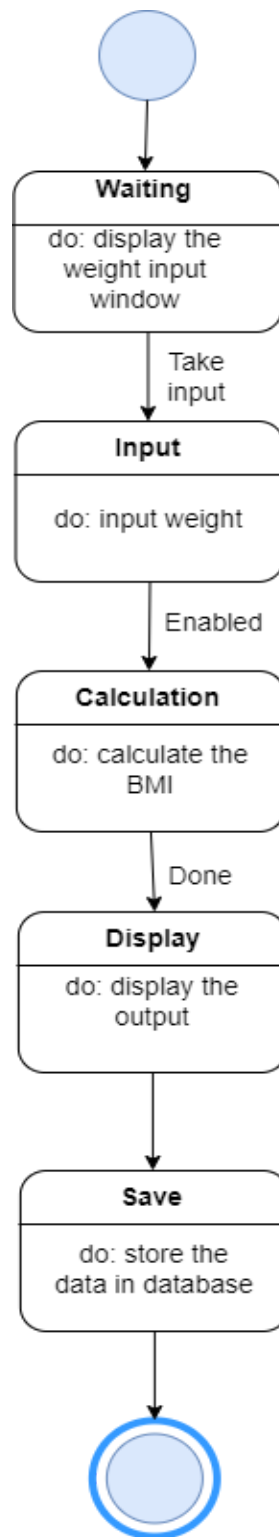 Waiting
do: display the
weight input
window
Take
input
Input
do: input weight
Enabled
Calculation
do: calculate the
BMI
Done
Display
do: display the
output
Save
do: store the
data in database